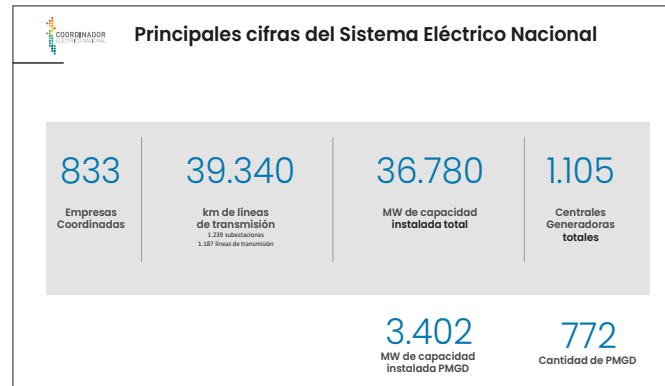 COORDINADOR
ELÉCTRICO NACIONAL
Principales cifras del Sistema Eléctrico Nacional
833
Empresas
Coordinadas
39.340
km de líneas
de transmisión
1.239 subestaciones
1.187 líneas de transmisión
36.780
MW de capacidad
instalada total
1.105
Centrales
Generadoras
totales
3.402
MW de capacidad
instalada PMGD
772
Cantidad de PMGD